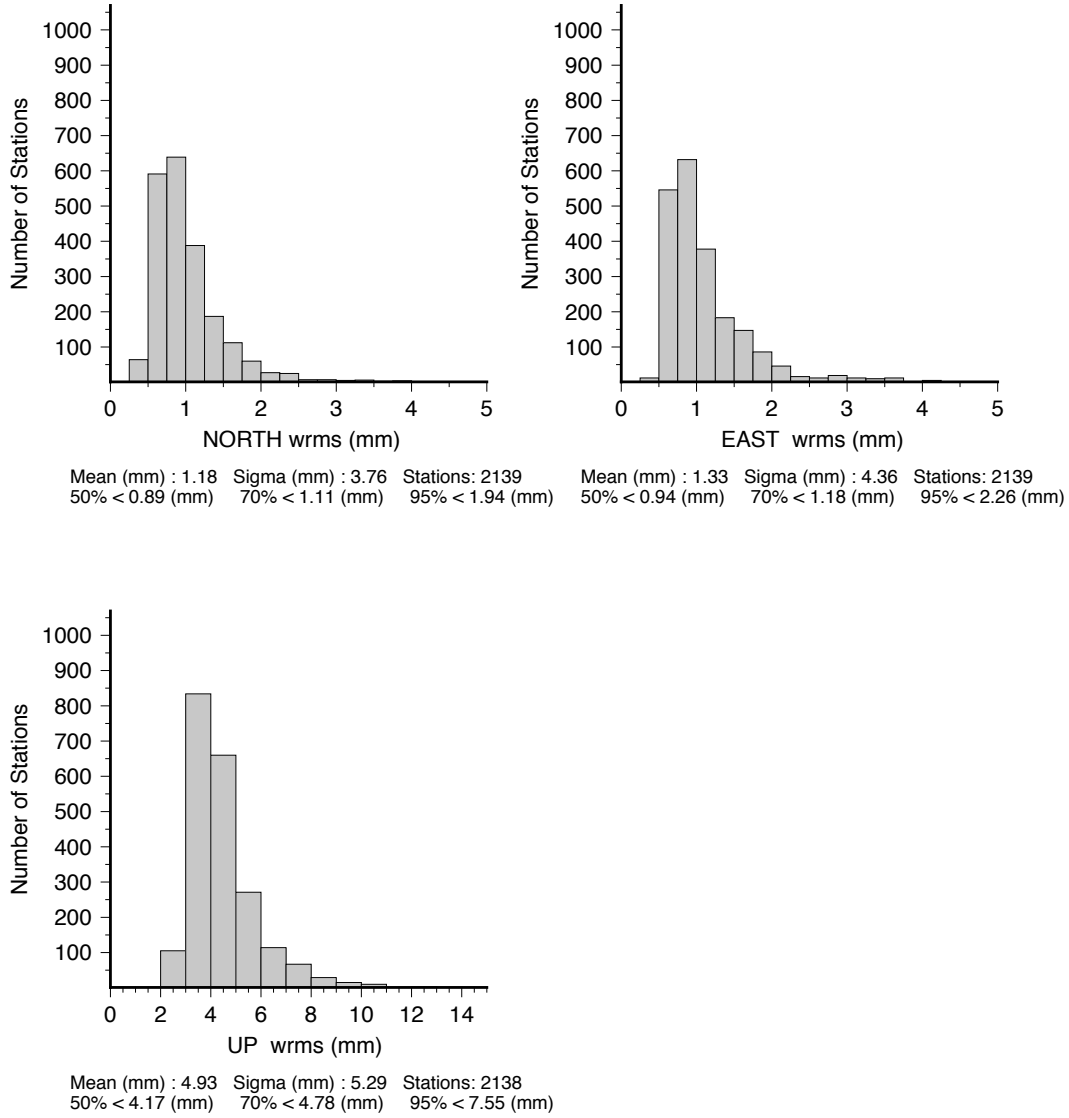 1000
900
800
700
600
500
400
300
200
100
Number of Stations
0 1 2 3 4 5
NORTH wrms (mm)
Mean (mm) : 1.18 Sigma (mm) : 3.76 Stations: 2139
50% < 0.89 (mm) 70% < 1.11 (mm) 95% < 1.94 (mm)
1000
900
800
700
600
500
400
300
200
100
Number of Stations
0 1 2 3 4 5
EAST wrms (mm)
Mean (mm) : 1.33 Sigma (mm) : 4.36 Stations: 2139
50% < 0.94 (mm) 70% < 1.18 (mm) 95% < 2.26 (mm)
1000
900
800
700
600
500
400
300
200
100
Number of Stations
0 2 4 6 8 10 12 14
UP wrms (mm)
Mean (mm) : 4.93 Sigma (mm) : 5.29 Stations: 2138
50% < 4.17 (mm) 70% < 4.78 (mm) 95% < 7.55 (mm)